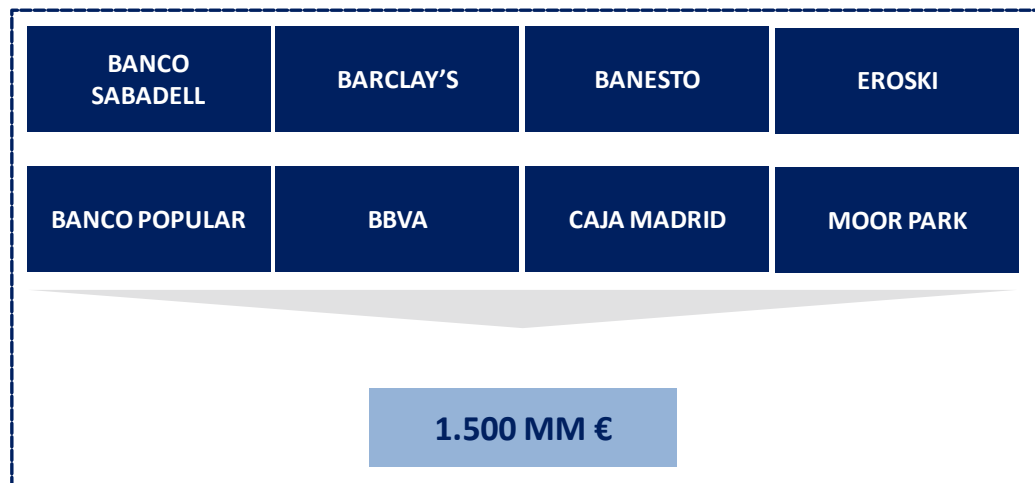 BANCO
SABADELL
BARCLAY’S
BANESTO
EROSKI
BANCO POPULAR
BBVA
CAJA MADRID
MOOR PARK
1.500 MM €